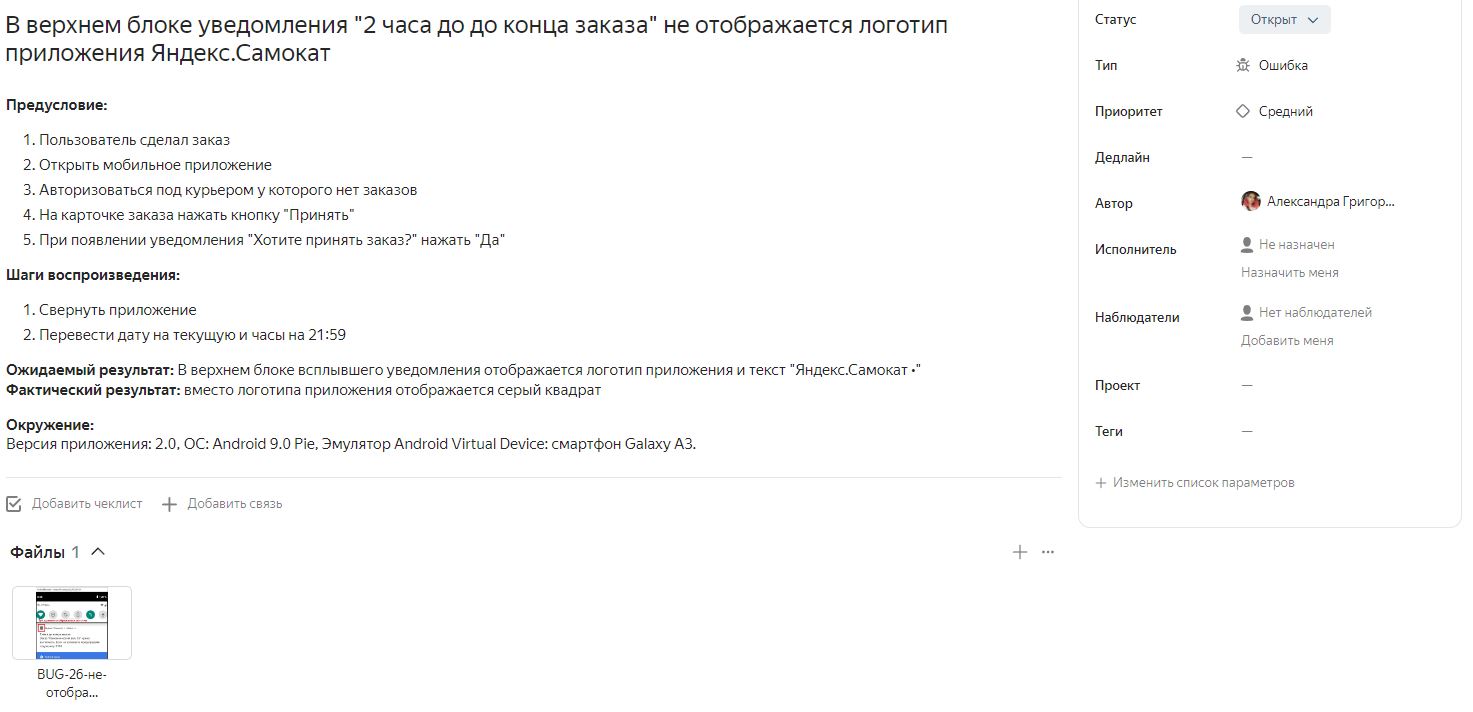 В верхнем блоке уведомления "2 часа до до конца заказа" не отображается логотип
приложения Яндекс.Самокат
Предусловие:
1. Пользователь сделал заказ
2. Открыть мобильное приложение
3. Авторизоваться под курьером у которого нет заказов
4. На карточке заказа нажать кнопку "Принять"
5. При появлении уведомления "Хотите принять заказ?" нажать "Да"
Шаги воспроизведения:
1. Свернуть приложение
2. Перевести дату на текущую и часы на 21:59
Ожидаемый результат: В верхнем блоке всплывшего уведомления отображается логотип приложения и текст "Яндекс.Самокат •"
Фактический результат: вместо логотипа приложения отображается серый квадрат
Окружение:
Версия приложения: 2.0, ОС: Android 9.0 Pie, Эмулятор Android Virtual Device: смартфон Galaxy A3.
Добавить чеклист
Добавить связь
Файлы 1
BUG-26-не-
отобра...
Статус
Открыт
Тип
Ошибка
Приоритет
Средний
Дедлайн
—
Автор
Александра Григор...
Исполнитель
Не назначен
Назначить меня
Наблюдатели
Нет наблюдателей
Добавить меня
Проект
—
Теги
—
+ Изменить список параметров